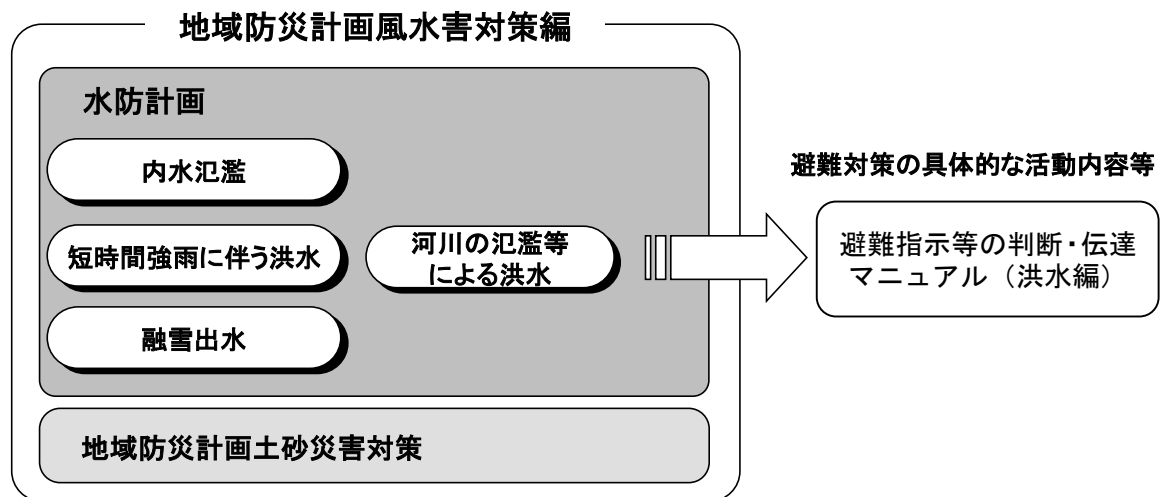 地域防災計画風水害対策編
水防計画
内水氾濫
短時間強雨に伴う洪水
融雪出水
河川の氾濫等
による洪水
地域防災計画土砂災害対策
避難対策の具体的な活動内容等
避難指示等の判断・伝達
マニュアル（洪水編）